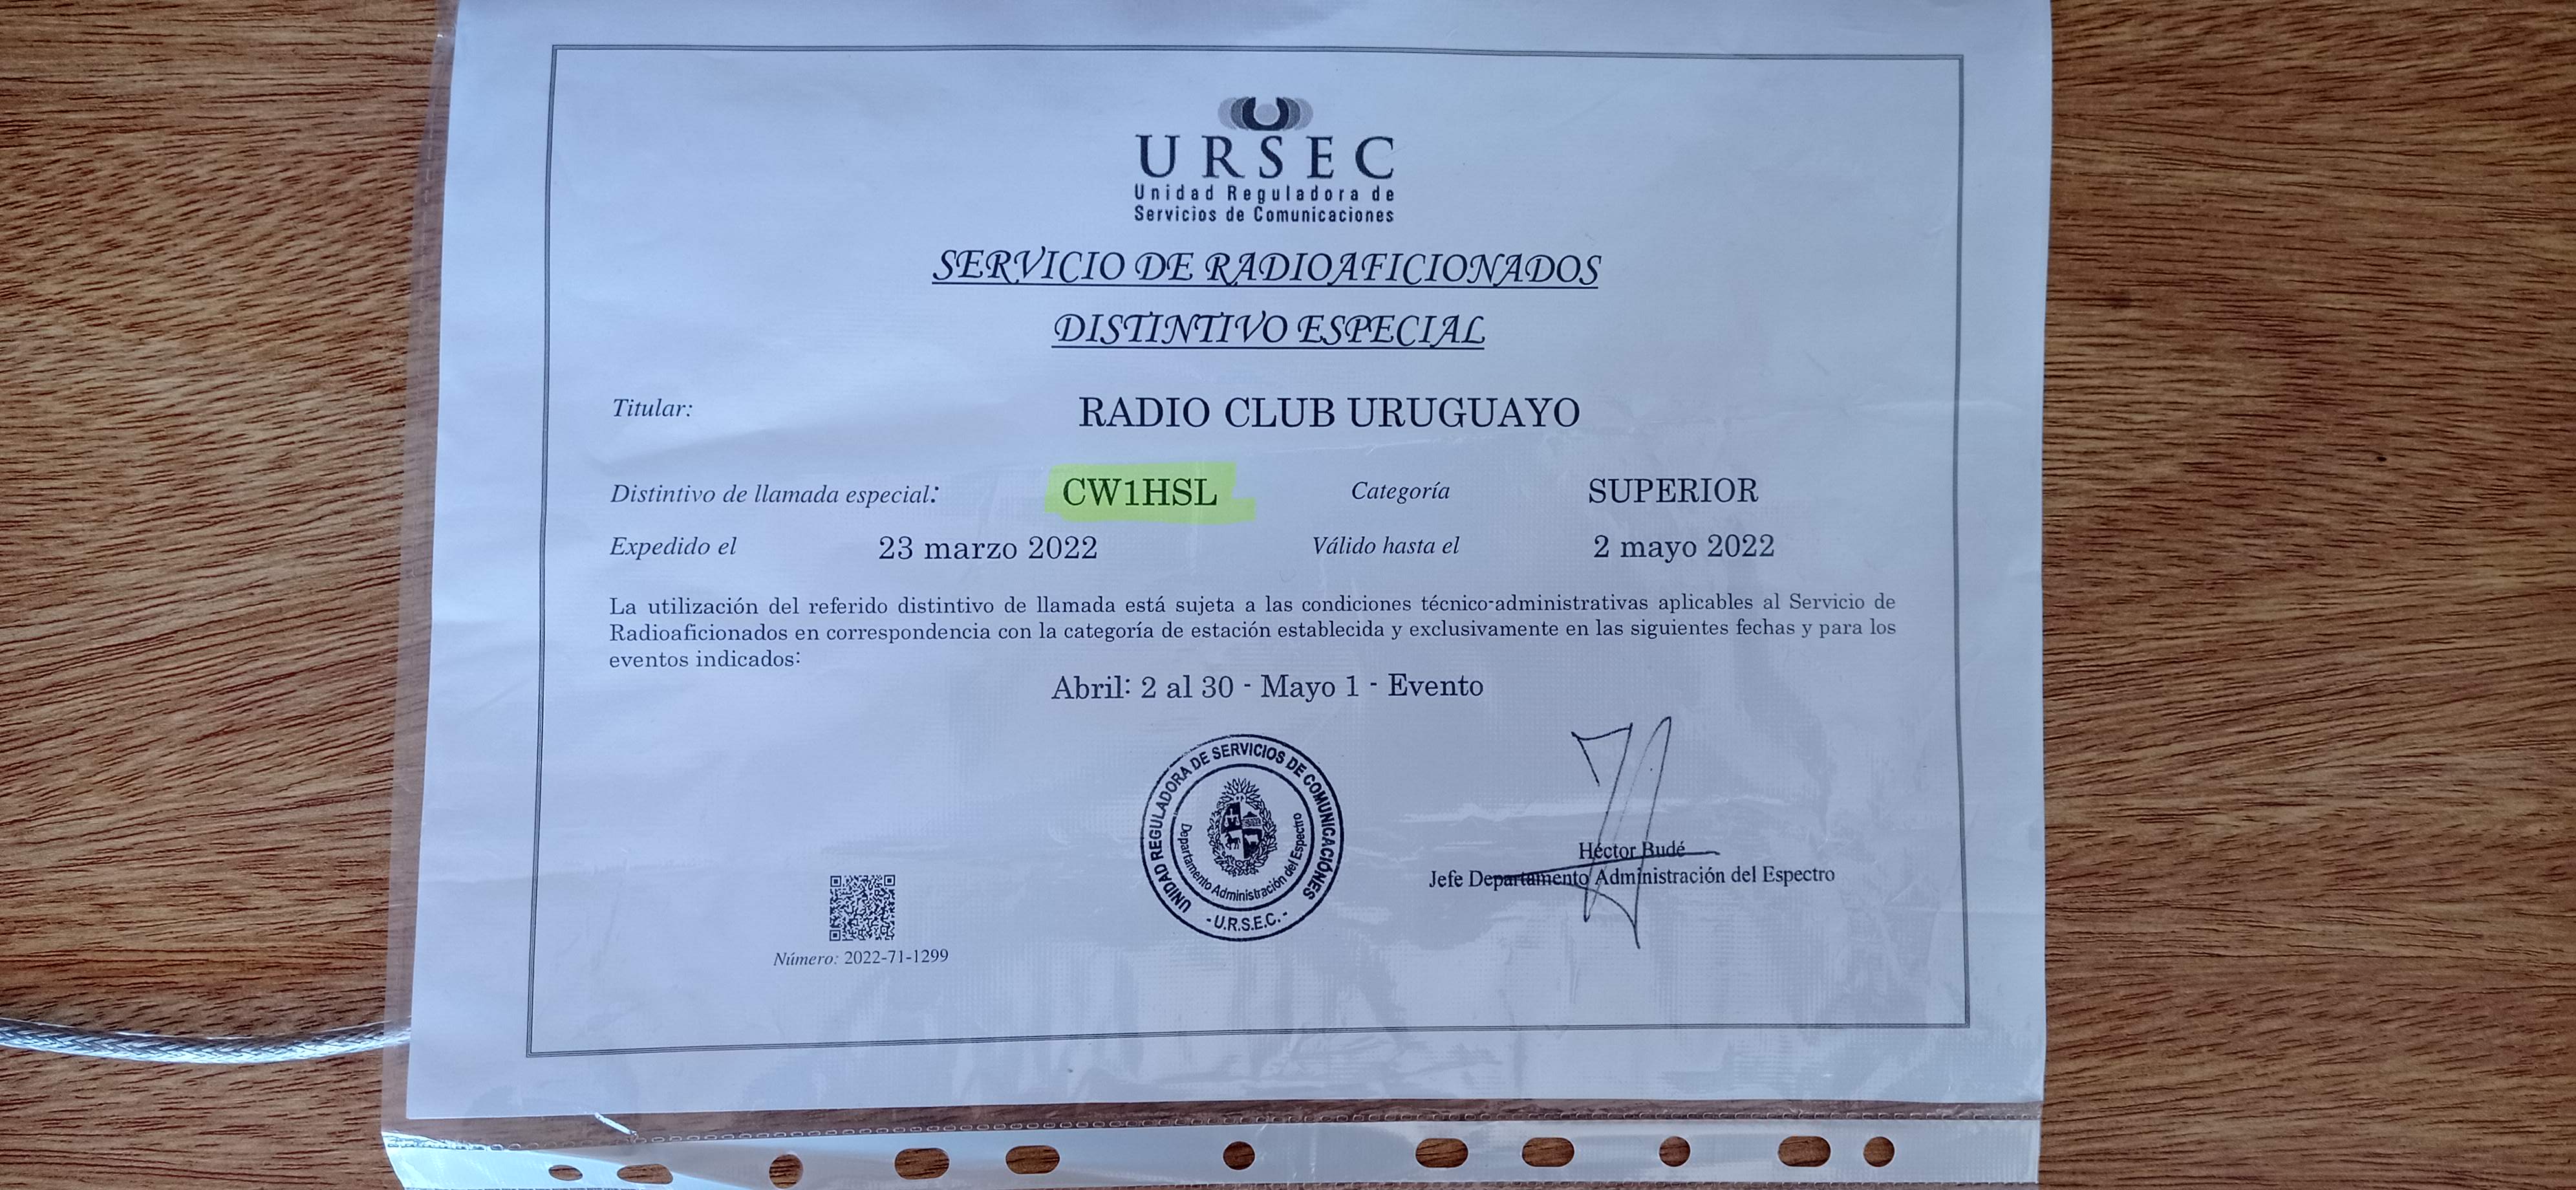 URSEC
Unidad Reguladora de
Servicios de Comunicaciones
SERVICIO DE RADIOAFICIONADOS
DISTINTIVO ESPECIAL
Titular: RADIO CLUB URUGUAYO
Distintivo de llamada especial: CW1HSL Categoría SUPERIOR
Expedido el 23 marzo 2022 Válido hasta el 2 mayo 2022
La utilización del referido distintivo de llamada está sujeta a las condiciones técnico-administrativas aplicables al Servicio de
Radioaficionados en correspondencia con la categoría de estación establecida y exclusivamente en las siguientes fechas y para los
eventos indicados:
Abril: 2 al 30 - Mayo 1 - Evento
UNIDAD REGULADORA DE SERVICIOS DE COMUNICACIONES
Departamento Administración del Espectro
- U.R.S.E.C. -
Héctor Budé
Jefe Departamento Administración del Espectro
Número: 2022-71-1299